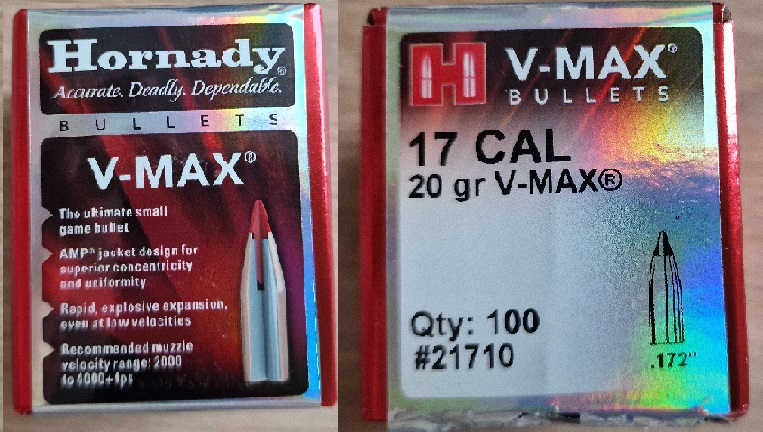 Hornady®
Accurate. Deadly. Dependable.
BULLETS
V-MAX®
The ultimate small
game bullet
AMP® jacket design for
superior concentricity
and uniformity
Rapid, explosive expansion,
even at low velocities
Recommended muzzle
velocity range: 2000
to 4000+fps
H V-MAX®
BULLETS
17 CAL
20 gr V-MAX®
Qty: 100
#21710
.172"